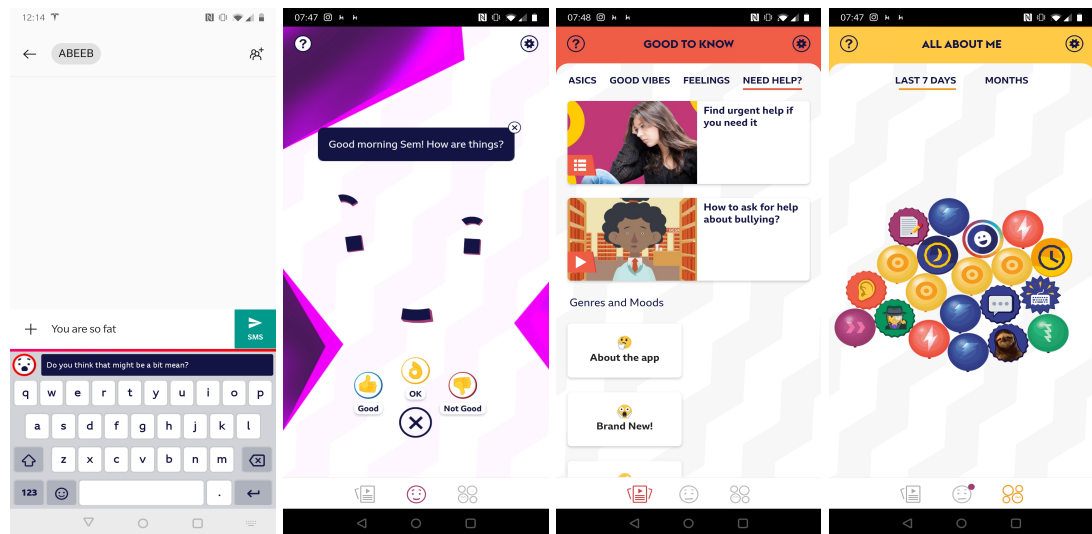 12:14
ABEEB
You are so fat
SMS
Do you think that might be a bit mean?
q w e r t y u i o p
a s d f g h j k l
z x c v b n m
123 .
07:47
?
Good morning Sem! How are things?
Good
OK
Not Good
07:48
?
GOOD TO KNOW
ASICS GOOD VIBES FEELINGS NEED HELP?
Find urgent help if
you need it
How to ask for help
about bullying?
Genres and Moods
About the app
Brand New!
07:47
?
ALL ABOUT ME
LAST 7 DAYS MONTHS